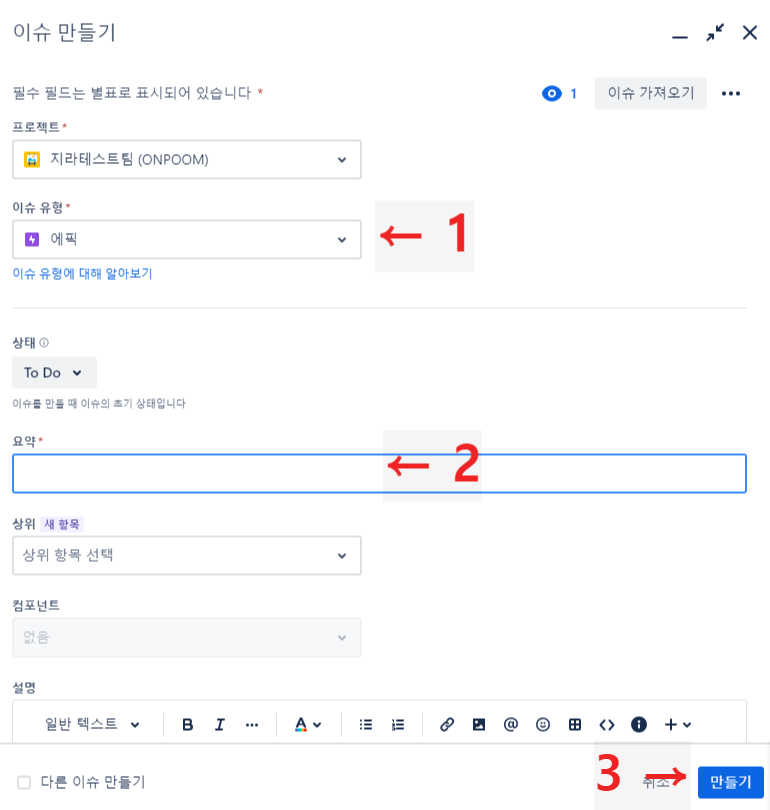 이슈 만들기
필수 필드는 별표로 표시되어 있습니다 *
1
이슈 가져오기
프로젝트 *
지라테스트팀 (ONPOOM)
이슈 유형 *
에픽
← 1
이슈 유형에 대해 알아보기
상태
To Do
이슈를 만들 때 이슈의 초기 상태입니다
요약 *
← 2
상위 새 항목
상위 항목 선택
컴포넌트
없음
설명
일반 텍스트 B I ... A @
다른 이슈 만들기
취소
3 →
만들기